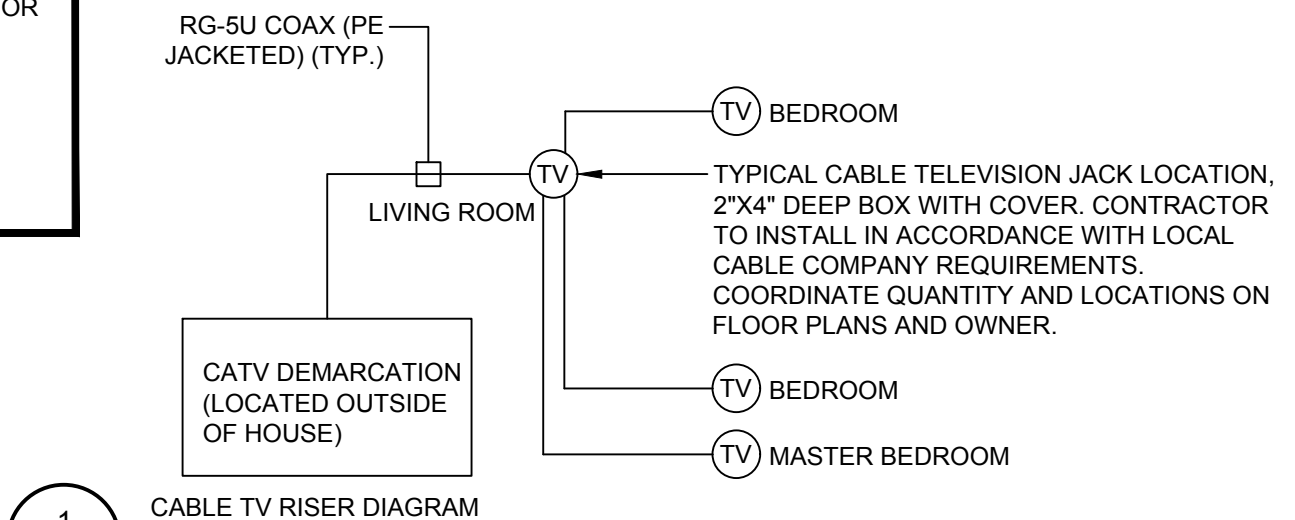 OR
RG-5U COAX (PE
JACKETED) (TYP.)
TV BEDROOM
TV
TYPICAL CABLE TELEVISION JACK LOCATION,
2"X4" DEEP BOX WITH COVER. CONTRACTOR
TO INSTALL IN ACCORDANCE WITH LOCAL
CABLE COMPANY REQUIREMENTS.
COORDINATE QUANTITY AND LOCATIONS ON
FLOOR PLANS AND OWNER.
LIVING ROOM
CATV DEMARCATION
(LOCATED OUTSIDE
OF HOUSE)
TV BEDROOM
TV MASTER BEDROOM
1
CABLE TV RISER DIAGRAM